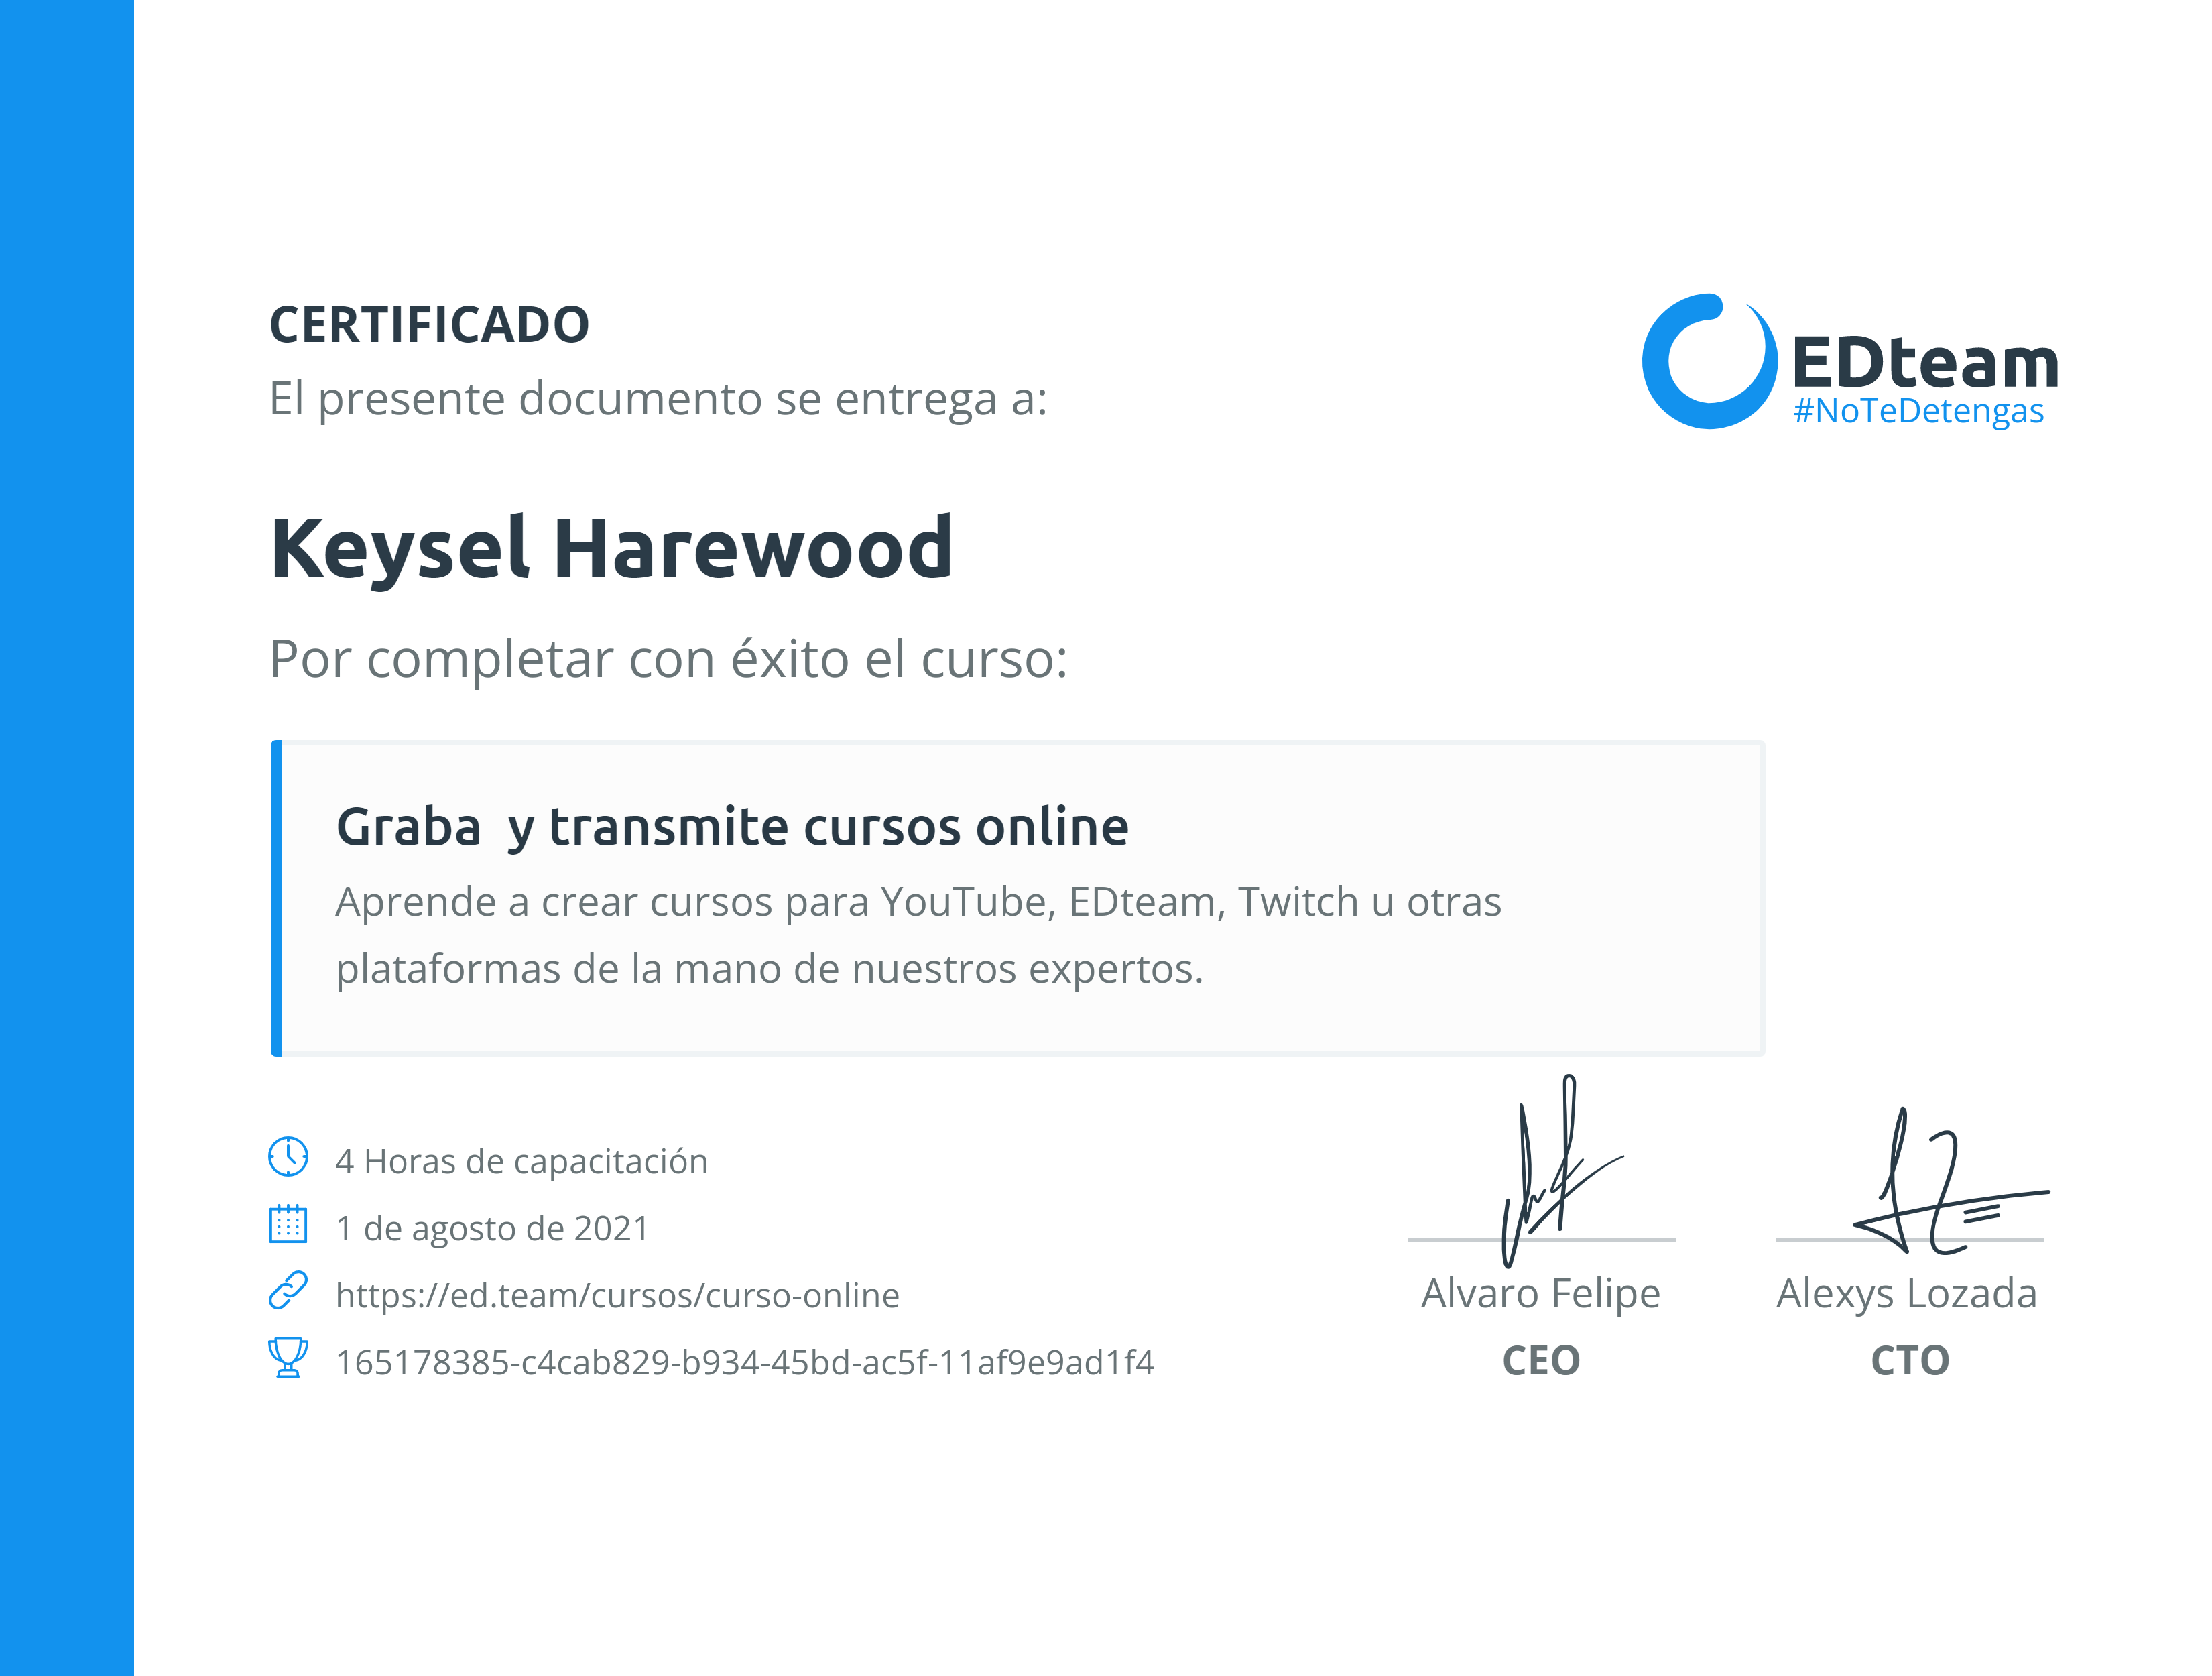 CERTIFICADO
El presente documento se entrega a:
EDteam
#NoTeDetengas
Keysel Harewood
Por completar con éxito el curso:
Graba  y transmite cursos online
Aprende a crear cursos para YouTube, EDteam, Twitch u otras
plataformas de la mano de nuestros expertos.
4 Horas de capacitación
1 de agosto de 2021
https://ed.team/cursos/curso-online
165178385-c4cab829-b934-45bd-ac5f-11af9e9ad1f4
Alvaro Felipe
CEO
Alexys Lozada
CTO